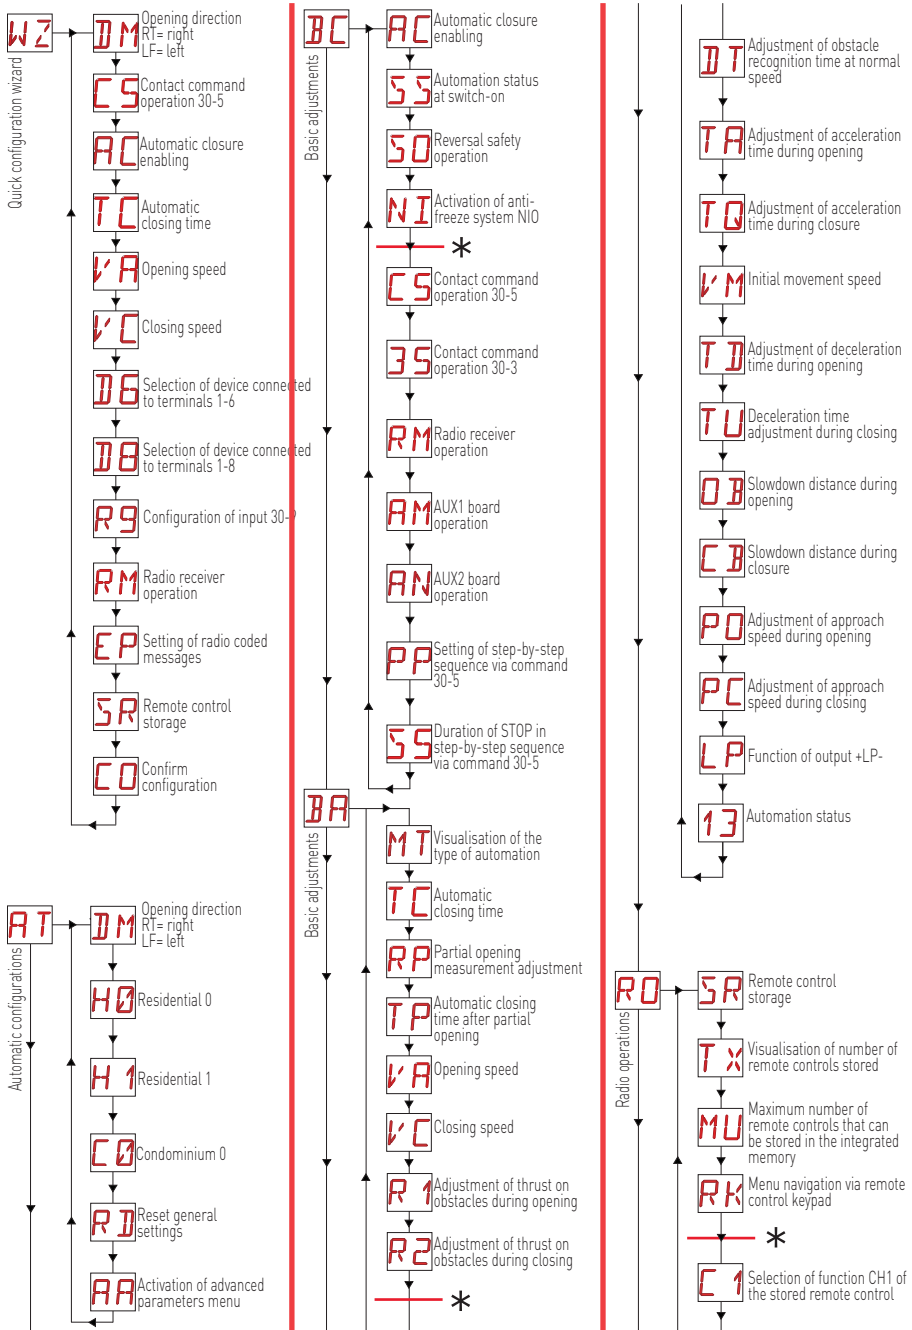 WZ
Quick configuration wizard
DM
Opening direction
RT= right
LF= left
CS
Contact command
operation 30-5
AC
Automatic closure
enabling
TC
Automatic
closing time
VA
Opening speed
VC
Closing speed
D6
Selection of device connected
to terminals 1-6
D8
Selection of device connected
to terminals 1-8
R9
Configuration of input 30-9
RM
Radio receiver
operation
EP
Setting of radio coded
messages
SR
Remote control
storage
CO
Confirm
configuration
AT
Automatic configurations
DM
Opening direction
RT= right
LF= left
H0
Residential 0
H1
Residential 1
C0
Condominium 0
RD
Reset general
settings
AA
Activation of advanced
parameters menu
BC
Basic adjustments
AC
Automatic closure
enabling
SS
Automation status
at switch-on
SO
Reversal safety
operation
NI
Activation of anti-
freeze system NIO
*
CS
Contact command
operation 30-5
3S
Contact command
operation 30-3
RM
Radio receiver
operation
AM
AUX1 board
operation
AN
AUX2 board
operation
PP
Setting of step-by-step
sequence via command
30-5
S5
Duration of STOP in
step-by-step sequence
via command 30-5
BA
Basic adjustments
MT
Visualisation of the
type of automation
TC
Automatic
closing time
RP
Partial opening
measurement adjustment
TP
Automatic closing
time after partial
opening
VA
Opening speed
VC
Closing speed
R1
Adjustment of thrust on
obstacles during opening
R2
Adjustment of thrust on
obstacles during closing
*
DT
Adjustment of obstacle
recognition time at normal
speed
TA
Adjustment of acceleration
time during opening
TQ
Adjustment of acceleration
time during closure
VM
Initial movement speed
TD
Adjustment of deceleration
time during opening
TU
Deceleration time
adjustment during closing
OB
Slowdown distance during
opening
CB
Slowdown distance during
closure
PO
Adjustment of approach
speed during opening
PC
Adjustment of approach
speed during closing
LP
Function of output +LP-
13
Automation status
RO
Radio operations
SR
Remote control
storage
TX
Visualisation of number of
remote controls stored
MU
Maximum number of
remote controls that can
be stored in the integrated
memory
RK
Menu navigation via remote
control keypad
*
C1
Selection of function CH1 of
the stored remote control